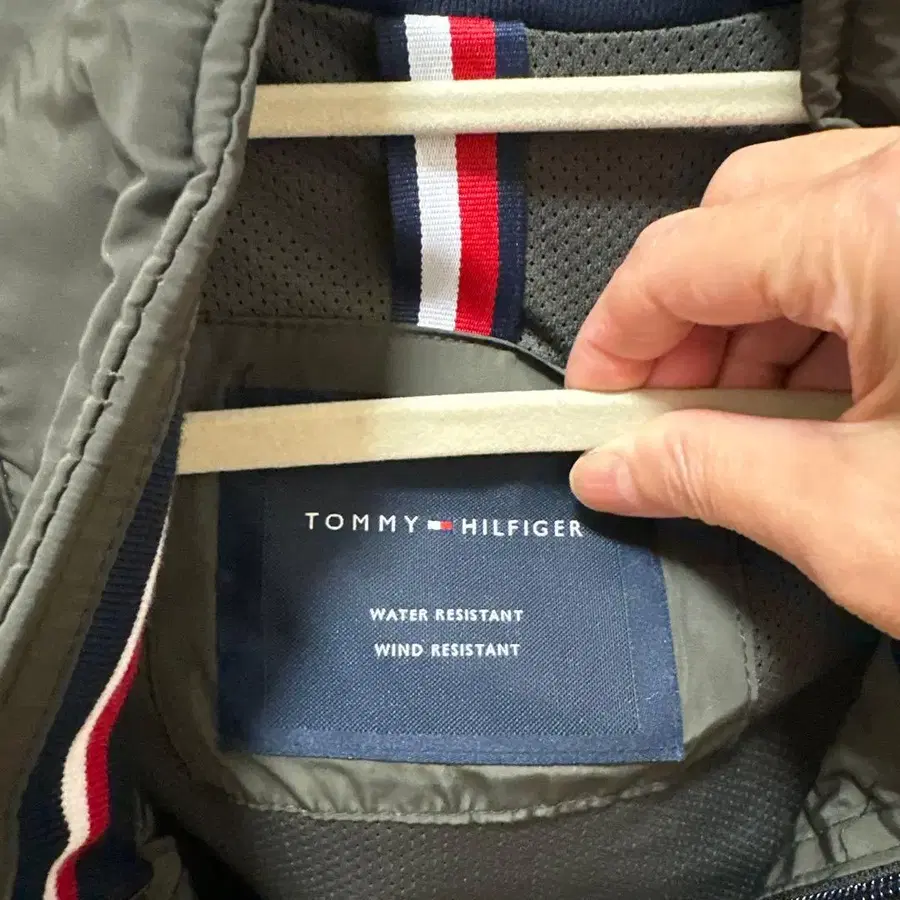 TOMMY HILFIGER
WATER RESISTANT
WIND RESISTANT